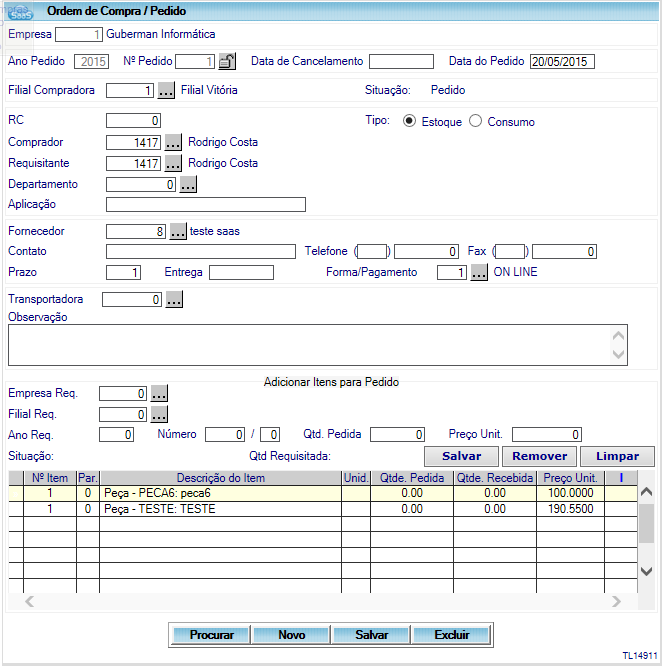 SaaS Ordem de Compra / Pedido
Empresa 1 Guberman Informática
Ano Pedido 2015 Nº Pedido 1 Data de Cancelamento Data do Pedido 20/05/2015
Filial Compradora 1 ... Filial Vitória Situação: Pedido
RC 0 Tipo: Estoque Consumo
Comprador 1417 ... Rodrigo Costa
Requisitante 1417 ... Rodrigo Costa
Departamento 0 ...
Aplicação
Fornecedor 8 ... teste saas
Contato Telefone ( ) 0 Fax ( ) 0
Prazo 1 Entrega Forma/Pagamento 1 ... ON LINE
Transportadora 0 ...
Observação
Adicionar Itens para Pedido
Empresa Req. 0 ...
Filial Req. 0 ...
Ano Req. 0 Número 0 / 0 Qtd. Pedida 0 Preço Unit. 0
Situação: Qtd Requisitada: Salvar Remover Limpar
Nº Item Par. Descrição do Item Unid. Qtde. Pedida Qtde. Recebida Preço Unit. I
1 0 Peça - PECA6: peca6 0.00 0.00 100.0000
1 0 Peça - TESTE: TESTE 0.00 0.00 190.5500
Procurar Novo Salvar Excluir
TL14911